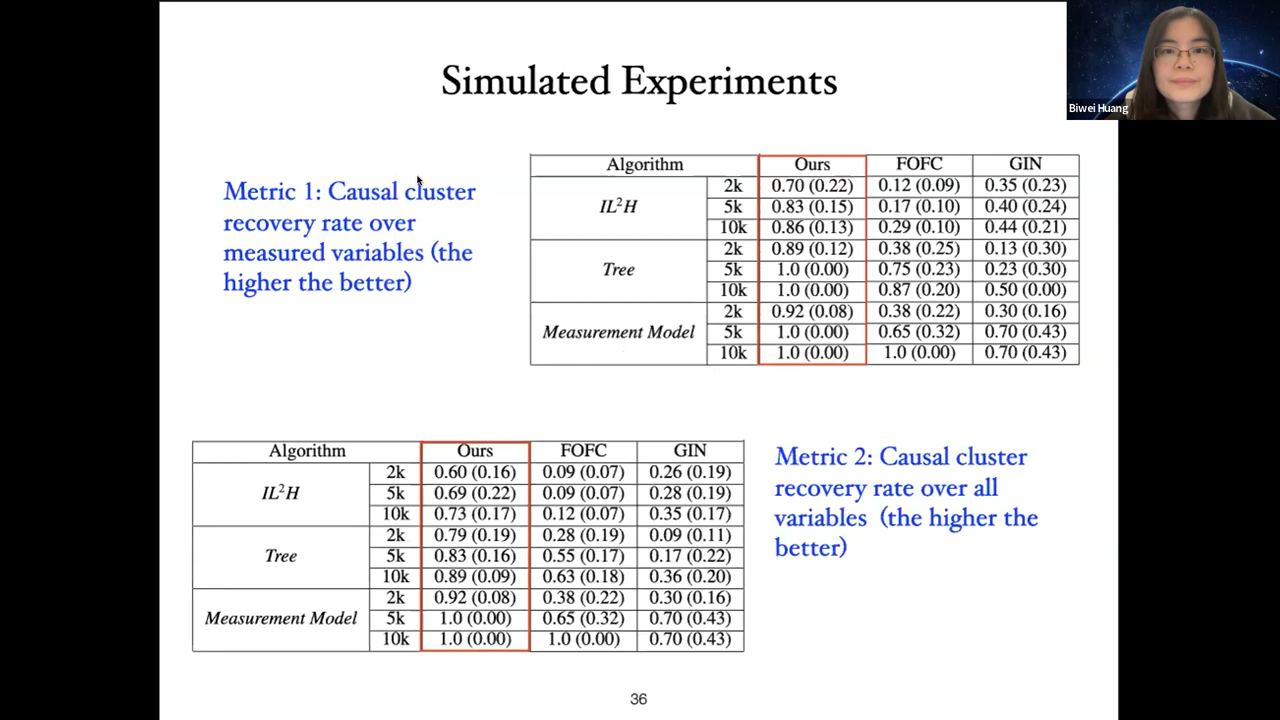 Simulated Experiments
Biwei Huang
Metric 1: Causal cluster
recovery rate over
measured variables (the
higher the better)
Algorithm Ours FOFC GIN
IL²H 2k 0.70 (0.22) 0.12 (0.09) 0.35 (0.23)
5k 0.83 (0.15) 0.17 (0.10) 0.40 (0.24)
10k 0.86 (0.13) 0.29 (0.10) 0.44 (0.21)
Tree 2k 0.89 (0.12) 0.38 (0.25) 0.13 (0.30)
5k 1.0 (0.00) 0.75 (0.23) 0.23 (0.30)
10k 1.0 (0.00) 0.87 (0.20) 0.50 (0.00)
Measurement Model 2k 0.92 (0.08) 0.38 (0.22) 0.30 (0.16)
5k 1.0 (0.00) 0.65 (0.32) 0.70 (0.43)
10k 1.0 (0.00) 1.0 (0.00) 0.70 (0.43)
Algorithm Ours FOFC GIN
IL²H 2k 0.60 (0.16) 0.09 (0.07) 0.26 (0.19)
5k 0.69 (0.22) 0.09 (0.07) 0.28 (0.19)
10k 0.73 (0.17) 0.12 (0.07) 0.35 (0.17)
Tree 2k 0.79 (0.19) 0.28 (0.19) 0.09 (0.11)
5k 0.83 (0.16) 0.55 (0.17) 0.17 (0.22)
10k 0.89 (0.09) 0.63 (0.18) 0.36 (0.20)
Measurement Model 2k 0.92 (0.08) 0.38 (0.22) 0.30 (0.16)
5k 1.0 (0.00) 0.65 (0.32) 0.70 (0.43)
10k 1.0 (0.00) 1.0 (0.00) 0.70 (0.43)
Metric 2: Causal cluster
recovery rate over all
variables (the higher the
better)
36